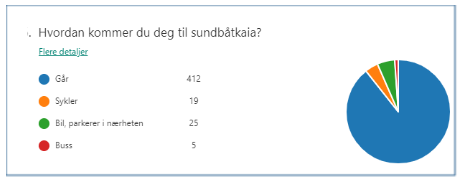 Hvordan kommer du deg til sundbåtkaia?
Flere detaljer
Går 412
Sykler 19
Bil, parkerer i nærheten 25
Buss 5